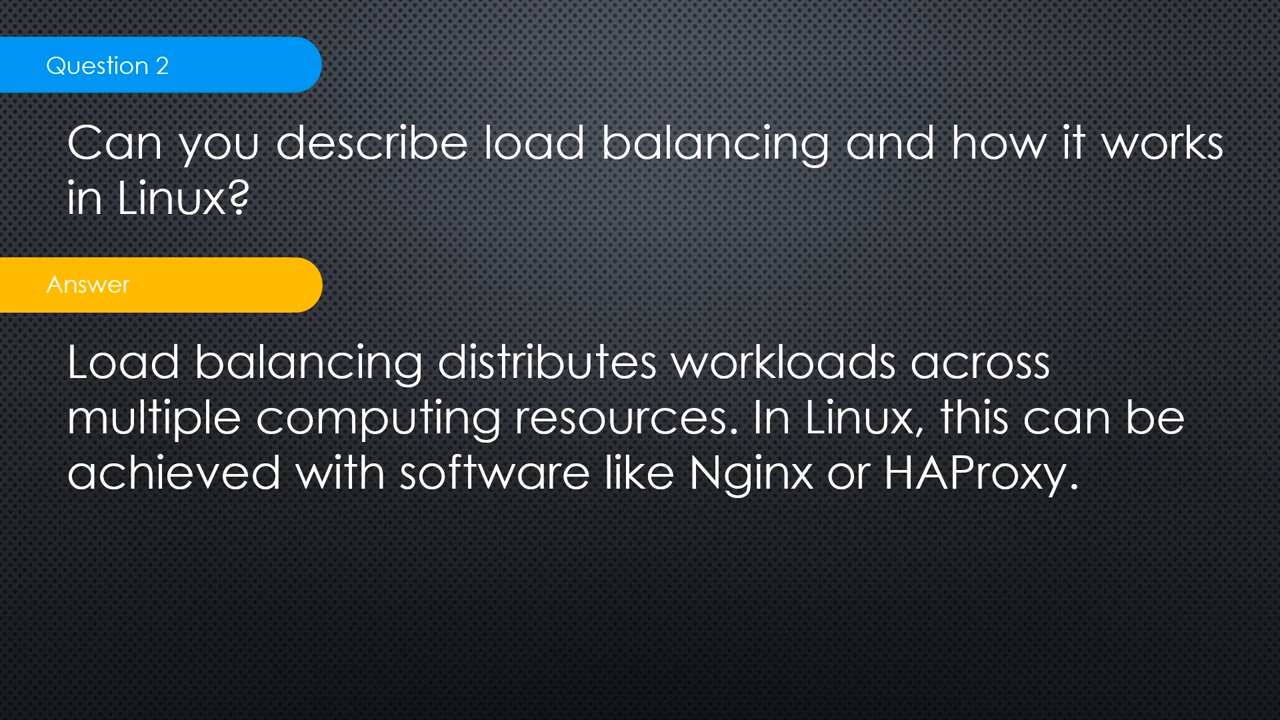 Question 2
Can you describe load balancing and how it works
in Linux?
Answer
Load balancing distributes workloads across
multiple computing resources. In Linux, this can be
achieved with software like Nginx or HAProxy.